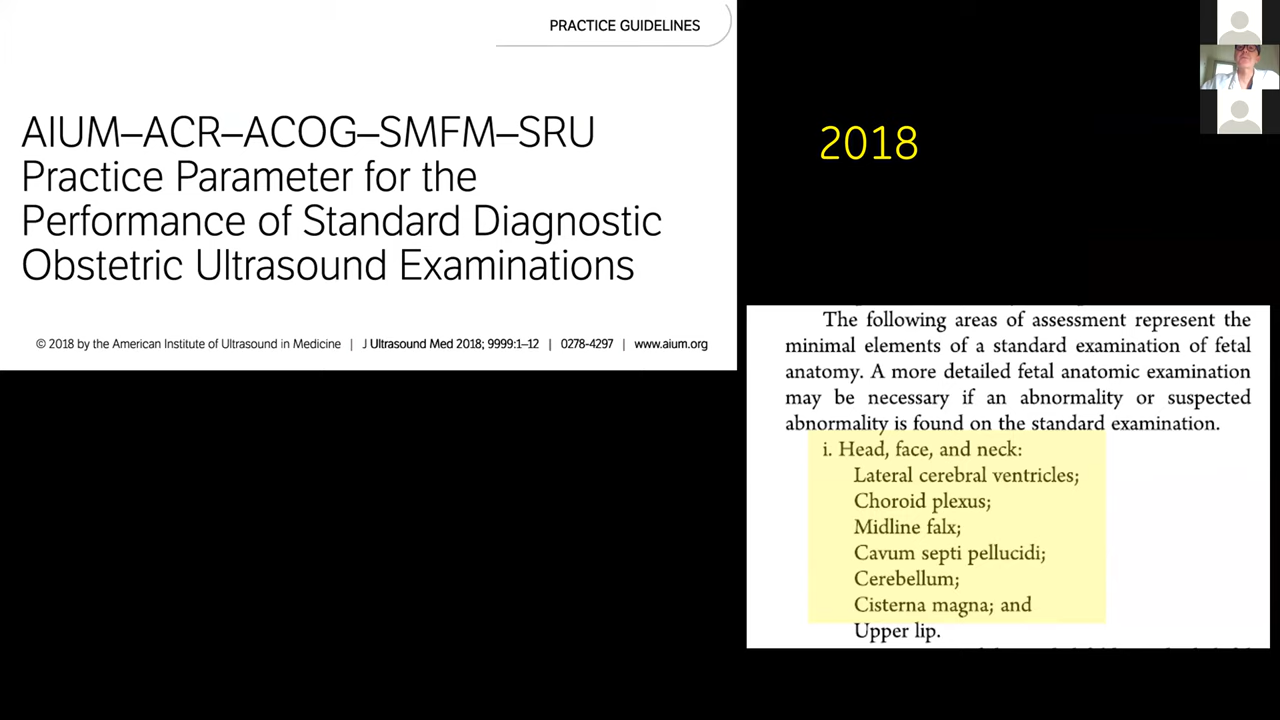 PRACTICE GUIDELINES
AIUM–ACR–ACOG–SMFM–SRU
Practice Parameter for the
Performance of Standard Diagnostic
Obstetric Ultrasound Examinations
© 2018 by the American Institute of Ultrasound in Medicine | J Ultrasound Med 2018; 9999:1–12 | 0278-4297 | www.aium.org
2018
The following areas of assessment represent the
minimal elements of a standard examination of fetal
anatomy. A more detailed fetal anatomic examination
may be necessary if an abnormality or suspected
abnormality is found on the standard examination.
i. Head, face, and neck:
Lateral cerebral ventricles;
Choroid plexus;
Midline falx;
Cavum septi pellucidi;
Cerebellum;
Cisterna magna; and
Upper lip.